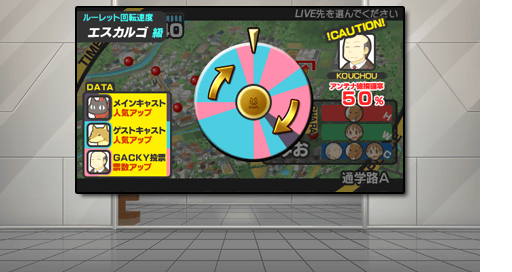 ルーレット回転速度
エスカルゴ 級
LIVE先を選んでください
!CAUTION!
KOUCHOU
アンテナ破損確率
50%
DATA
メインキャスト
人気アップ
ゲストキャスト
人気アップ
GACKY投票
票数アップ
通学路A